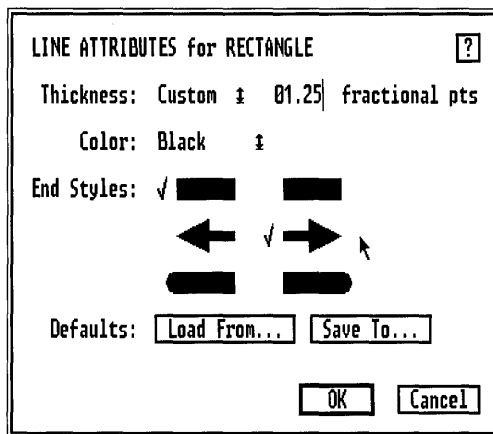 LINE ATTRIBUTES for RECTANGLE ?
Thickness: Custom ↕ 01.25 fractional pts
Color: Black ↕
End Styles: √
√
Defaults: Load From... Save To...
OK Cancel